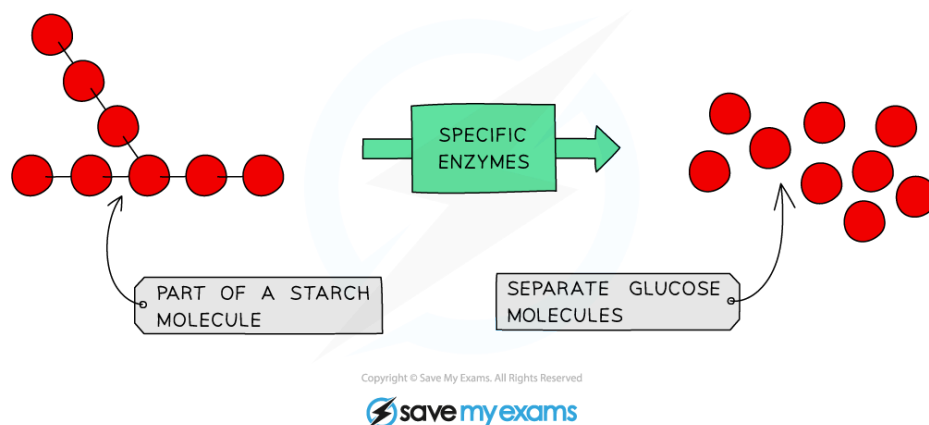 SPECIFIC
ENZYMES
PART OF A STARCH
MOLECULE
SEPARATE GLUCOSE
MOLECULES
Copyright © Save My Exams. All Rights Reserved
save my exams